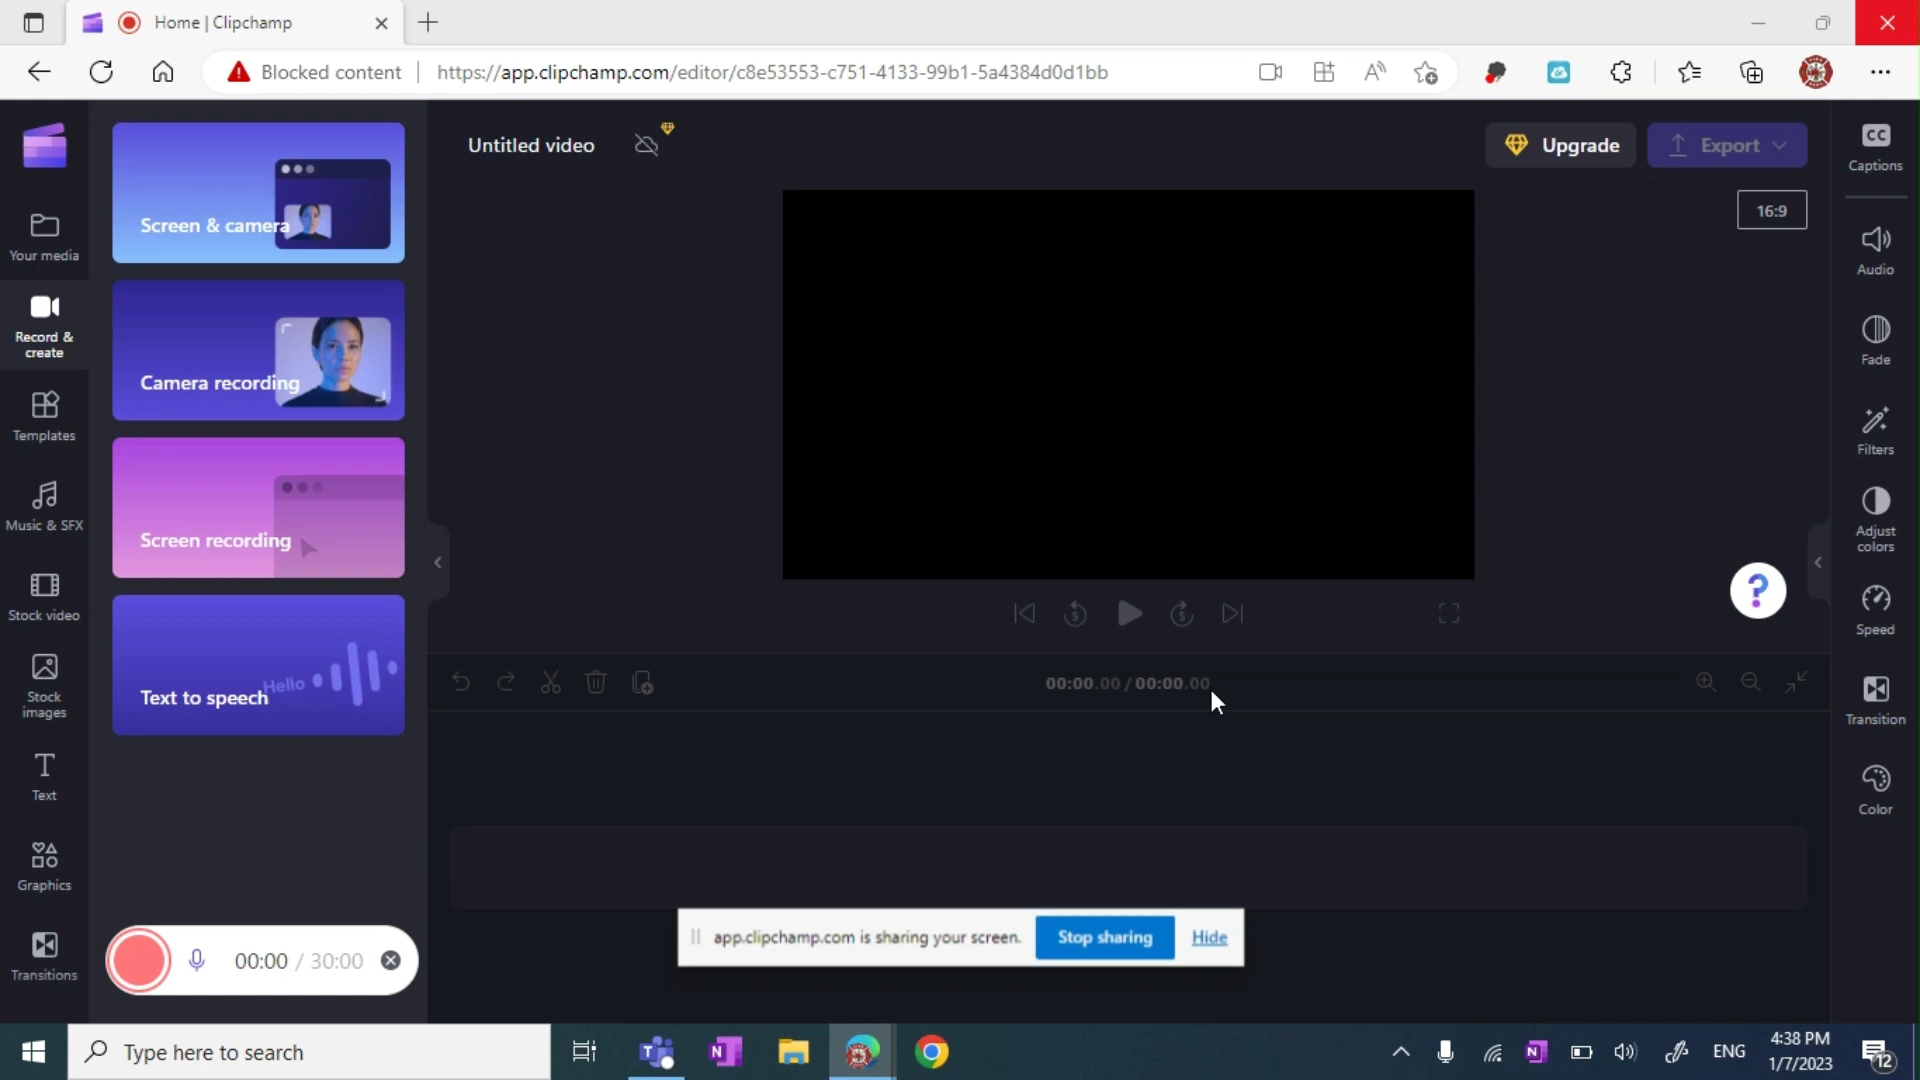 Home | Clipchamp
Blocked content
https://app.clipchamp.com/editor/c8e53553-c751-4133-99b1-5a4384d0d1bb
Your media
Record &
create
Templates
Music & SFX
Stock video
Stock
images
Text
Graphics
Transitions
Screen & camera
Camera recording
Screen recording
Hello
Text to speech
00:00 / 30:00
Untitled video
Upgrade
Export
16:9
5
5
00:00.00 / 00:00.00
app.clipchamp.com is sharing your screen.
Stop sharing
Hide
CC
Captions
Audio
Fade
Filters
Adjust
colors
Speed
Transition
Color
?
Type here to search
T
N
N
ENG
4:38 PM
1/7/2023
12